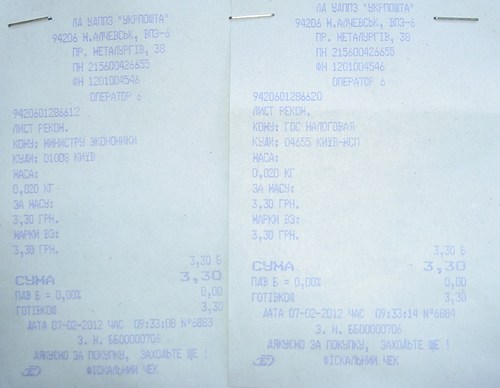 ЛА УДППЗ "УКРПОШТА"
94206 М.АЛЧЕВСЬК, ВПЗ-6
ПР. МЕТАЛУРГІВ, 38
ПН 215600426655
ФН 1201004546
ОПЕРАТОР 6
9420601286612
ЛИСТ РЕКОМ.
КОМУ: МИНИСТРУ ЭКОНОМИКИ
КУДИ: 01008 КИЇВ
МАСА:
0,020 КГ
ЗА МАСУ:
3,30 ГРН.
МАРКИ ВЗ:
3,30 ГРН.
3,30 Б
СУМА 3,30
ПДВ Б = 0,00% 0,00
ГОТІВКОЮ 3,30
ДАТА 07-02-2012 ЧАС 09:33:08 №6883
З. Н. ББ00000706
ДЯКУЄМО ЗА ПОКУПКУ, ЗАХОДЬТЕ ЩЕ !
ФІСКАЛЬНИЙ ЧЕК
ЛА УДППЗ "УКРПОШТА"
94206 М.АЛЧЕВСЬК, ВПЗ-6
ПР. МЕТАЛУРГІВ, 38
ПН 215600426655
ФН 1201004546
ОПЕРАТОР 6
9420601286620
ЛИСТ РЕКОМ.
КОМУ: ГОС НАЛОГОВАЯ
КУДИ: 04655 КИЇВ-МСП
МАСА:
0,020 КГ
ЗА МАСУ:
3,30 ГРН.
МАРКИ ВЗ:
3,30 ГРН.
3,30 Б
СУМА 3,30
ПДВ Б = 0,00% 0,00
ГОТІВКОЮ 3,30
ДАТА 07-02-2012 ЧАС 09:33:14 №6884
З. Н. ББ00000706
ДЯКУЄМО ЗА ПОКУПКУ, ЗАХОДЬТЕ ЩЕ !
ФІСКАЛЬНИЙ ЧЕК